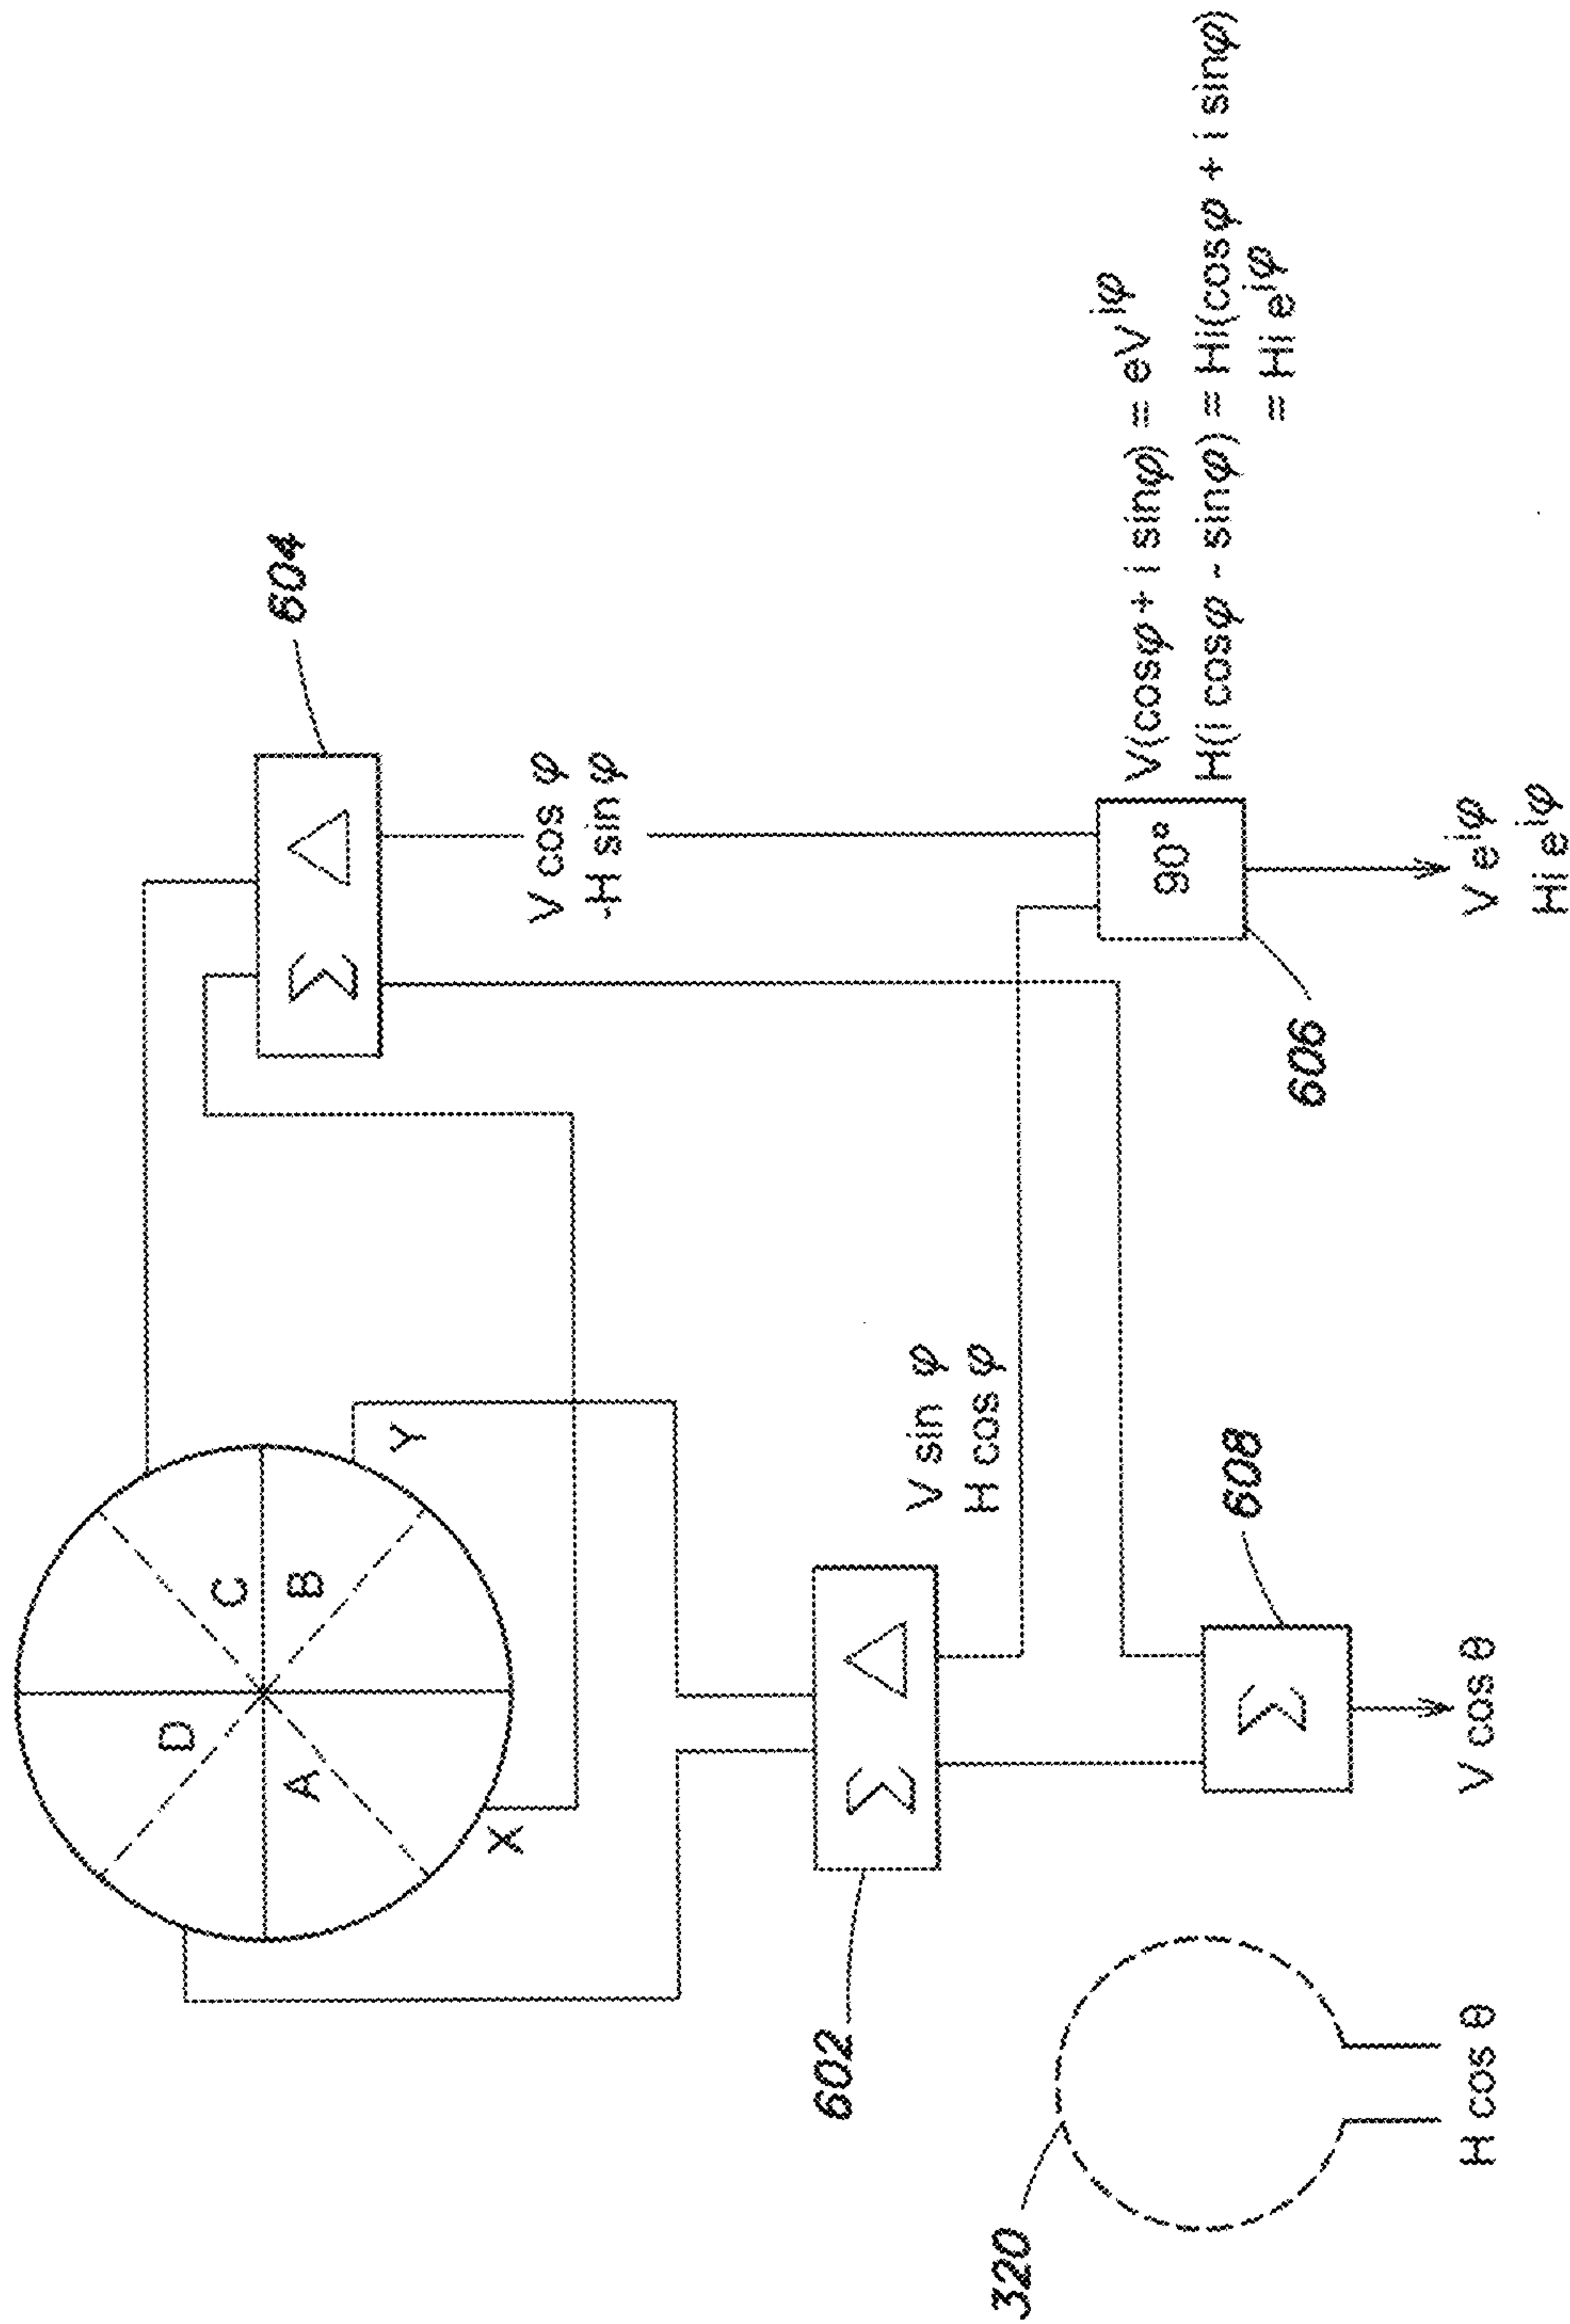 D
C
604
A
B
Σ Δ
Y
X
V cos φ
-H sin φ
602
Σ Δ
V sin φ
H cos φ
320
90°
V(cosφ + i sinφ) = eV^iφ
H(i cosφ - sinφ) = Hi(cosφ + i sinφ)
= Hi e^iφ
608
Σ
606
H cos θ
V cos θ
V e^iφ
Hi e^iφ